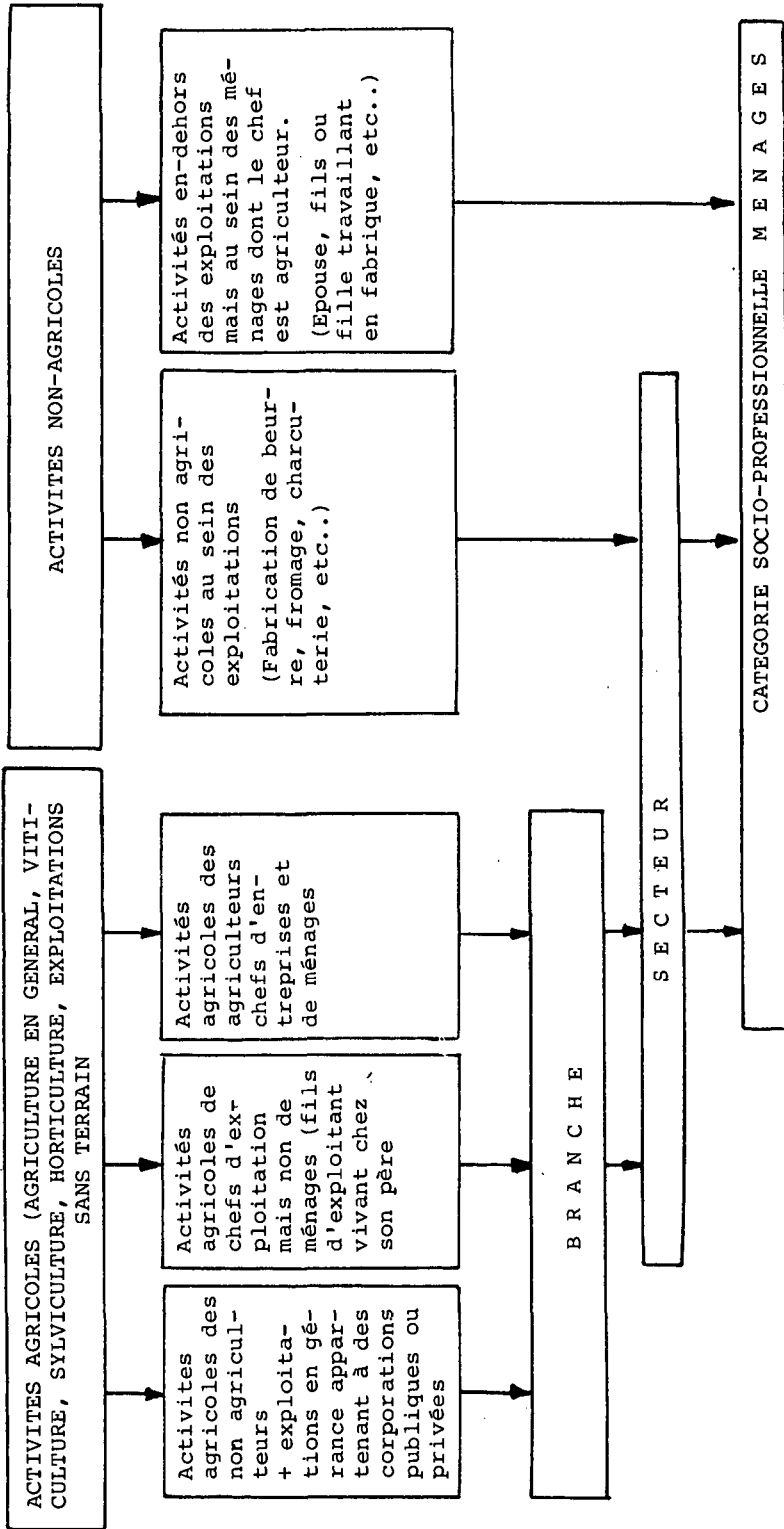 ACTIVITES AGRICOLES (AGRICULTURE EN GENERAL, VITI-
CULTURE, SYLVICULTURE, HORTICULTURE, EXPLOITATIONS
SANS TERRAIN
ACTIVITES NON-AGRICOLES
Activités
agricoles des
non agricul-
teurs
+ exploita-
tions en gé-
rance appar-
tenant à des
corporations
publiques ou
privées
Activités
agricoles de
chefs d'ex-
ploitation
mais non de
ménages (fils
d'exploitant
vivant chez
son père
Activités
agricoles des
agriculteurs
chefs d'en-
treprises et
de ménages
Activités non agri-
coles au sein des
exploitations
(Fabrication de beur-
re, fromage, charcu-
terie, etc..)
Activités en-dehors
des exploitations
mais au sein des mé-
nages dont le chef
est agriculteur.
(Epouse, fils ou
fille travaillant
en fabrique, etc..)
B R A N C H E
S E C T E U R
CATEGORIE SOCIO-PROFESSIONNELLE M E N A G E S